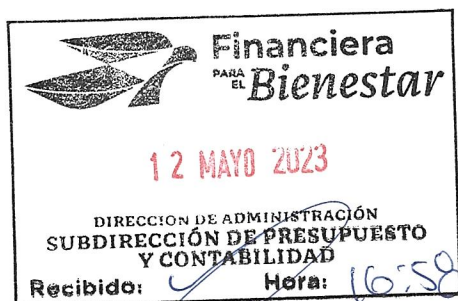 Financiera
PARA EL Bienestar
12 MAYO 2023
DIRECCION DE ADMINISTRACIÓN
SUBDIRECCIÓN DE PRESUPUESTO
Y CONTABILIDAD
Recibido: Hora: 16:58